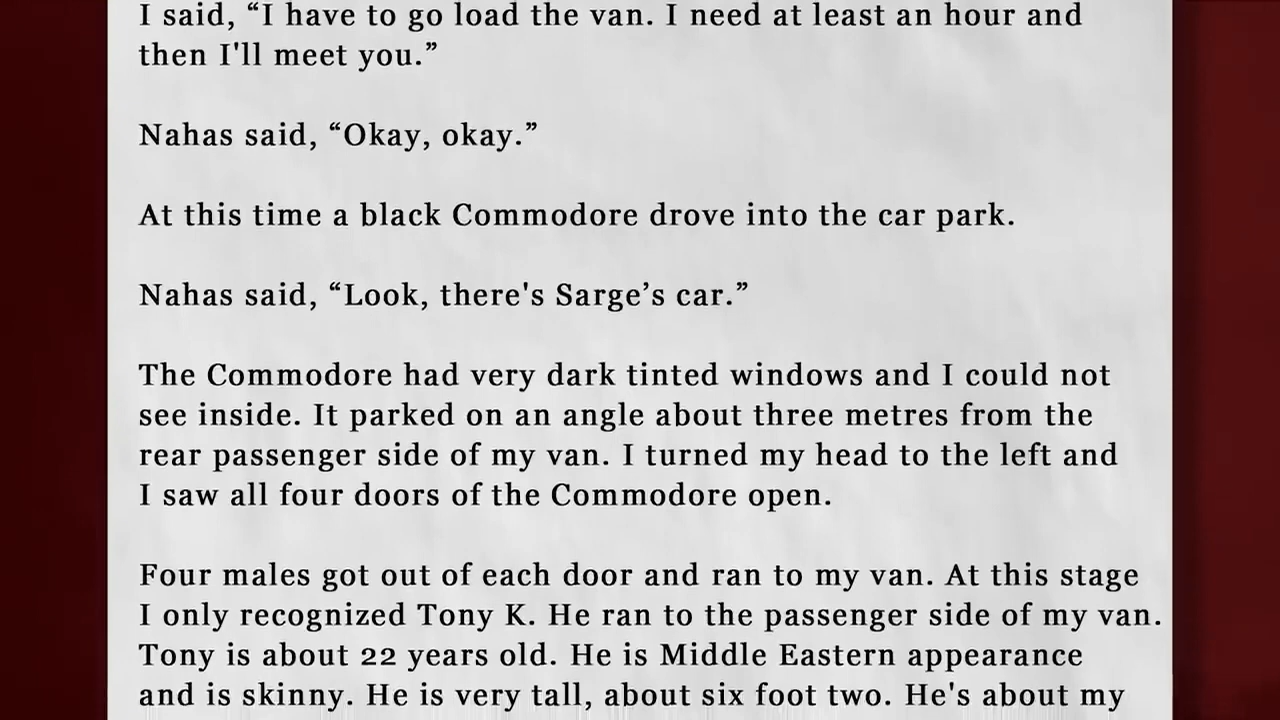 I said, “I have to go load the van. I need at least an hour and
then I'll meet you.”
Nahas said, “Okay, okay.”
At this time a black Commodore drove into the car park.
Nahas said, “Look, there's Sarge’s car.”
The Commodore had very dark tinted windows and I could not
see inside. It parked on an angle about three metres from the
rear passenger side of my van. I turned my head to the left and
I saw all four doors of the Commodore open.
Four males got out of each door and ran to my van. At this stage
I only recognized Tony K. He ran to the passenger side of my van.
Tony is about 22 years old. He is Middle Eastern appearance
and is skinny. He is very tall, about six foot two. He's about my